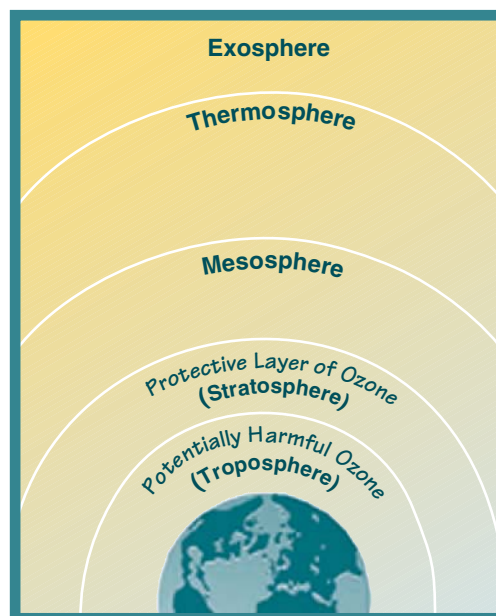 Exosphere
Thermosphere
Mesosphere
Protective Layer of Ozone
(Stratosphere)
Potentially Harmful Ozone
(Troposphere)